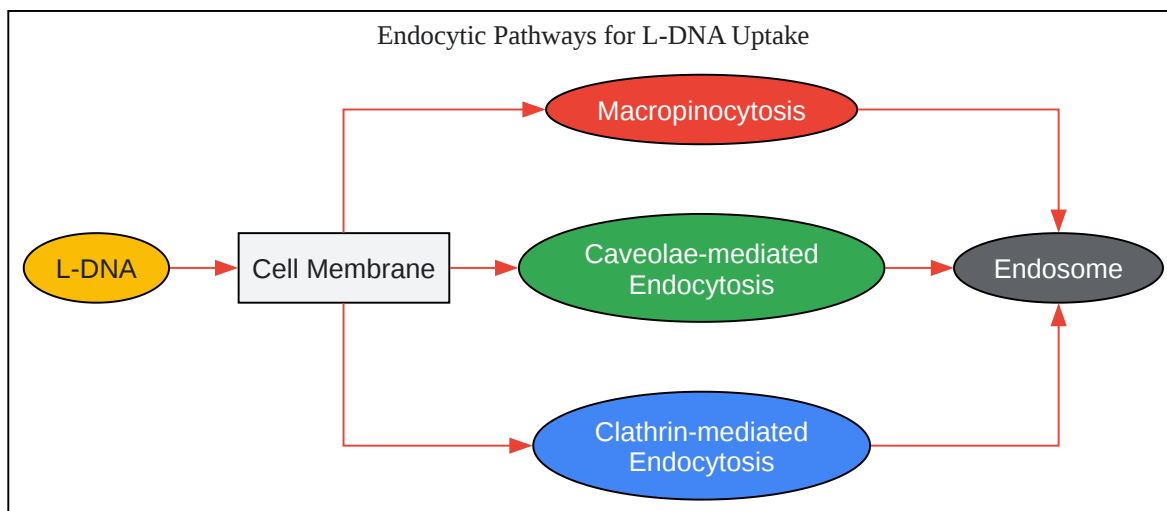 Endocytic Pathways for L-DNA Uptake
Macropinocytosis
L-DNA
Cell Membrane
Caveolae-mediated
Endocytosis
Endosome
Clathrin-mediated
Endocytosis